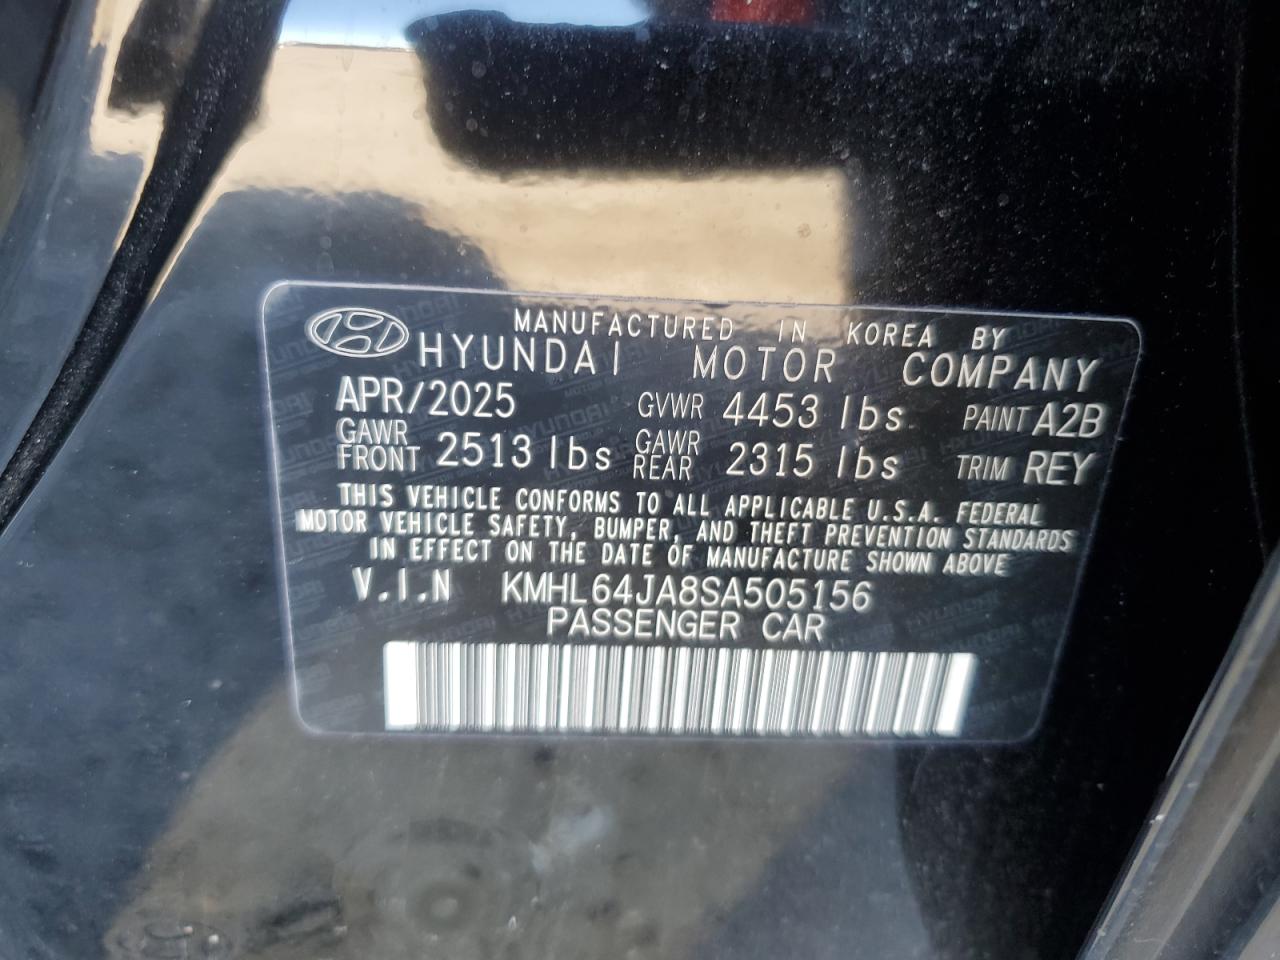 MANUFACTURED IN KOREA BY
HYUNDAI MOTOR COMPANY
APR/2025 GVWR 4453 lbs PAINT A2B
GAWR FRONT 2513 lbs GAWR REAR 2315 lbs TRIM REY
THIS VEHICLE CONFORMS TO ALL APPLICABLE U.S.A. FEDERAL
MOTOR VEHICLE SAFETY, BUMPER, AND THEFT PREVENTION STANDARDS
IN EFFECT ON THE DATE OF MANUFACTURE SHOWN ABOVE
V.I.N KMHL64JA8SA505156
PASSENGER CAR